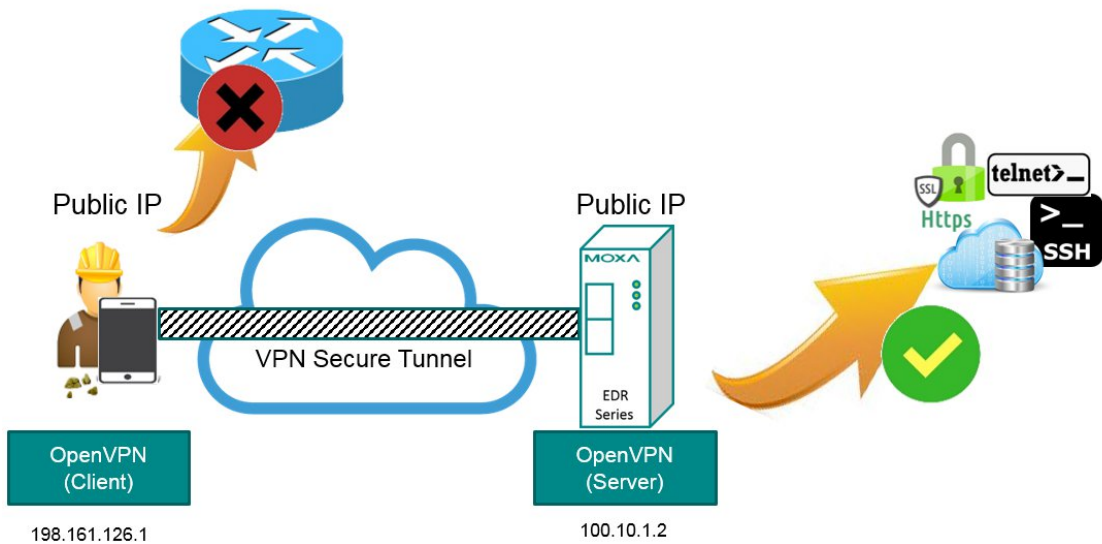 Public IP
Public IP
SSL
Https
telnet>_
>_
SSH
MOXA
VPN Secure Tunnel
EDR
Series
OpenVPN
(Client)
OpenVPN
(Server)
198.161.126.1
100.10.1.2